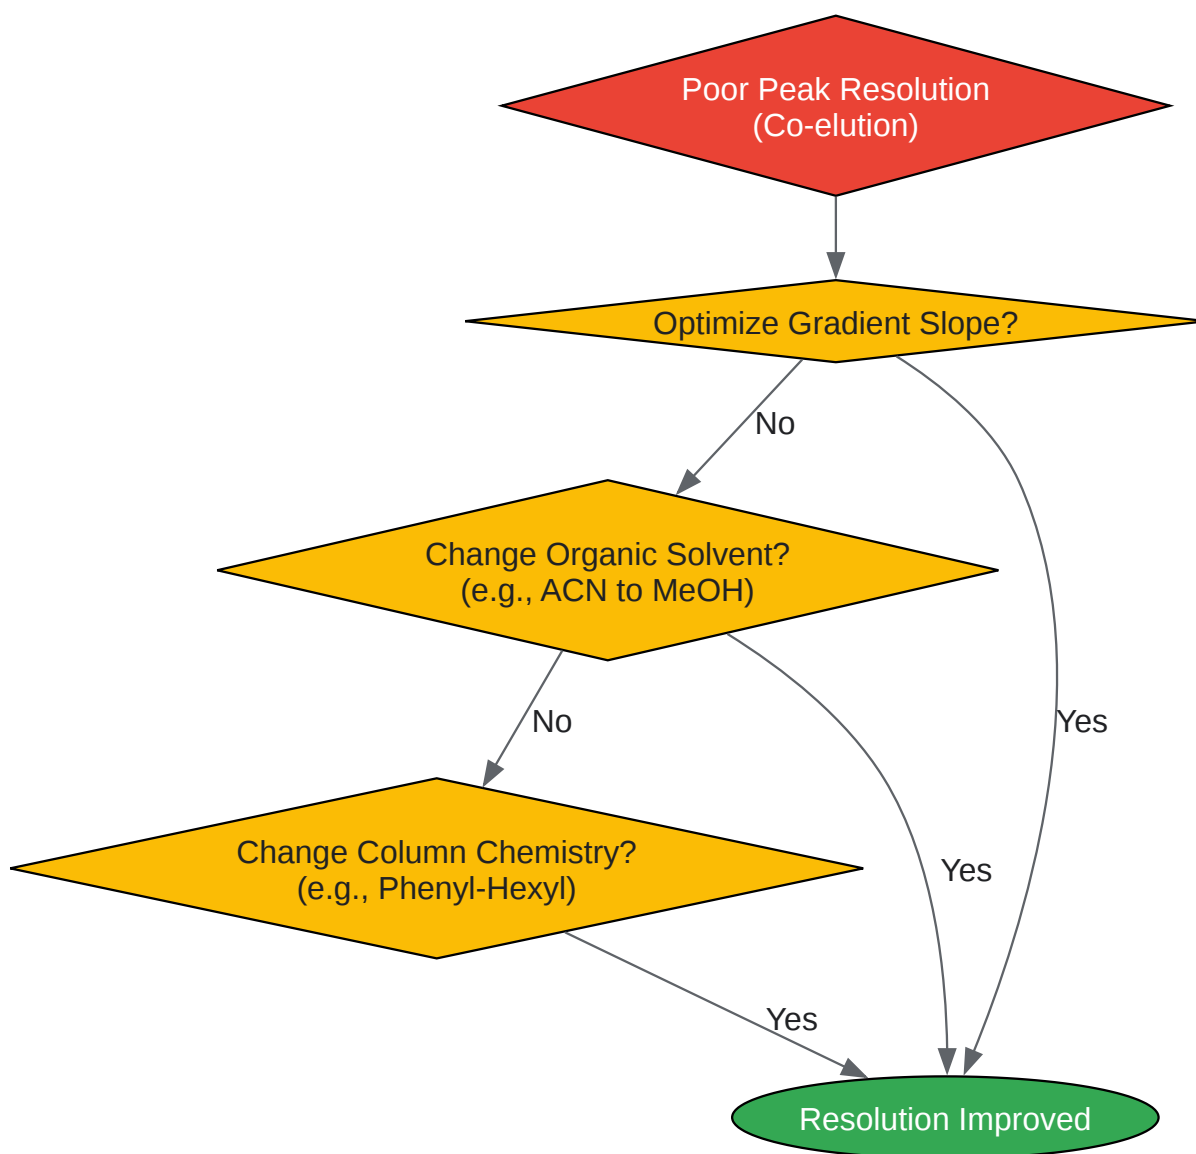 Poor Peak Resolution
(Co-elution)
Optimize Gradient Slope?
No
Change Organic Solvent?
(e.g., ACN to MeOH)
No
Yes
Change Column Chemistry?
(e.g., Phenyl-Hexyl)
Yes
Yes
Resolution Improved